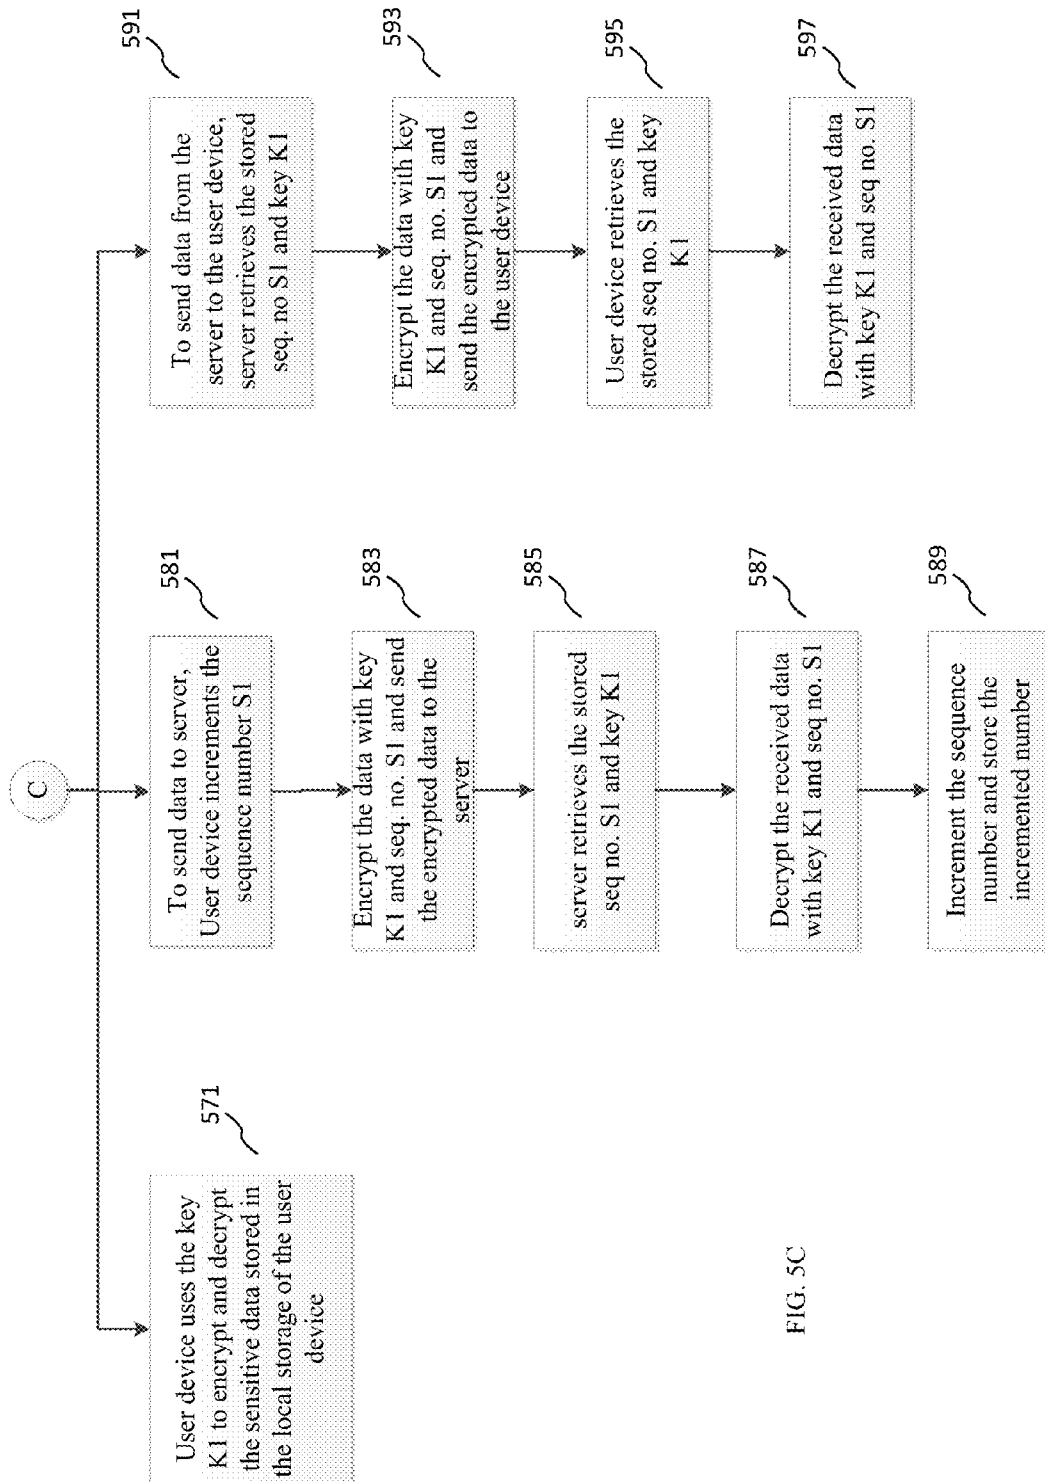 C
571
User device uses the key
K1 to encrypt and decrypt
the sensitive data stored in
the local storage of the user
device
581
To send data to server,
User device increments the
sequence number S1
583
Encrypt the data with key
K1 and seq. no. S1 and send
the encrypted data to the
server
585
server retrieves the stored
seq no. S1 and key K1
587
Decrypt the received data
with key K1 and seq no. S1
589
Increment the sequence
number and store the
incremented number
591
To send data from the
server to the user device,
server retrieves the stored
seq. no S1 and key K1
593
Encrypt the data with key
K1 and seq. no. S1 and
send the encrypted data to
the user device
595
User device retrieves the
stored seq no. S1 and key
K1
597
Decrypt the received data
with key K1 and seq no. S1
FIG. 5C